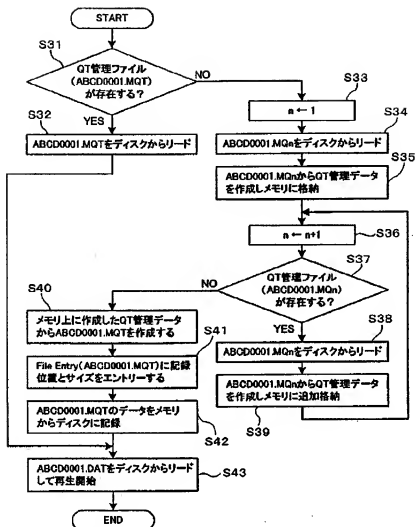 START
S31
QT管理ファイル
(ABCD0001.MQT)
が存在する？
NO
YES
S32
ABCD0001.MQTをディスクからリード
S33
n ← 1
S34
ABCD0001.MQnをディスクからリード
S35
ABCD0001.MQnからQT管理データ
を作成しメモリに格納
n ← n+1
S36
S37
QT管理ファイル
(ABCD0001.MQn)
が存在する？
NO
YES
S38
ABCD0001.MQnをディスクからリード
ABCD0001.MQnからQT管理データ
を作成しメモリに追加格納
S39
S40
メモリ上に作成したQT管理データ
からABCD0001.MQTを作成する
S41
File Entry(ABCD0001.MQT)に記録
位置とサイズをエントリーする
ABCD0001.MQTのデータをメモリ
からディスクに記録
S42
ABCD0001.DATをディスクからリード
して再生開始
S43
END